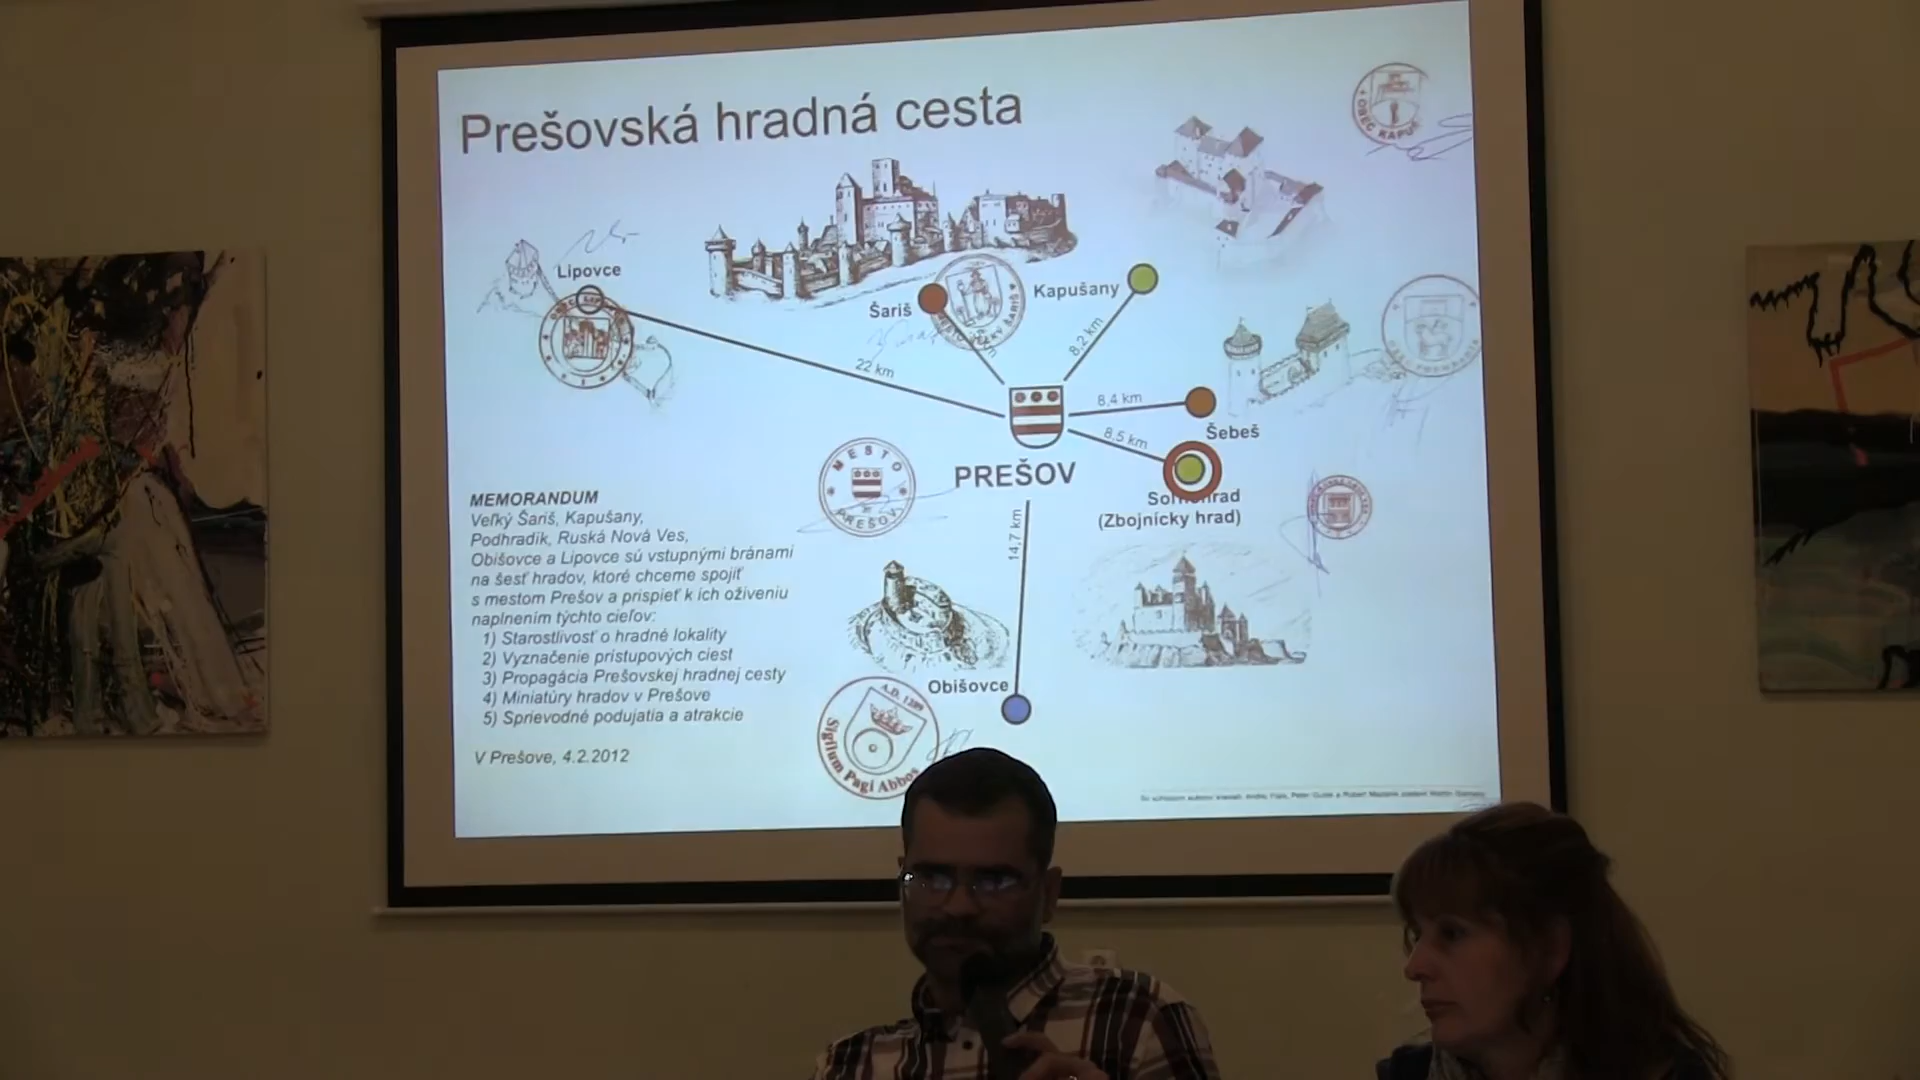 Prešovská hradná cesta
OBEC KAPUŠ
Lipovce
Šariš
Kapušany
22 km
8,2 km
8,4 km
Šebeš
8,5 km
MESTO
PREŠOV
PREŠOV
(Zbojnícky hrad)
14,7 km
MEMORANDUM
Veľký Šariš, Kapušany,
Podhradík, Ruská Nová Ves,
Obišovce a Lipovce sú vstupnými bránami
na šesť hradov, ktoré chceme spojiť
s mestom Prešov a prispieť k ich oživeniu
naplnením týchto cieľov:
1) Starostlivosť o hradné lokality
2) Vyznačenie prístupových ciest
3) Propagácia Prešovskej hradnej cesty
4) Miniatúry hradov v Prešove
5) Sprievodné podujatia a atrakcie
V Prešove, 4.2.2012
Obišovce
Sigilium Pagi Abbos